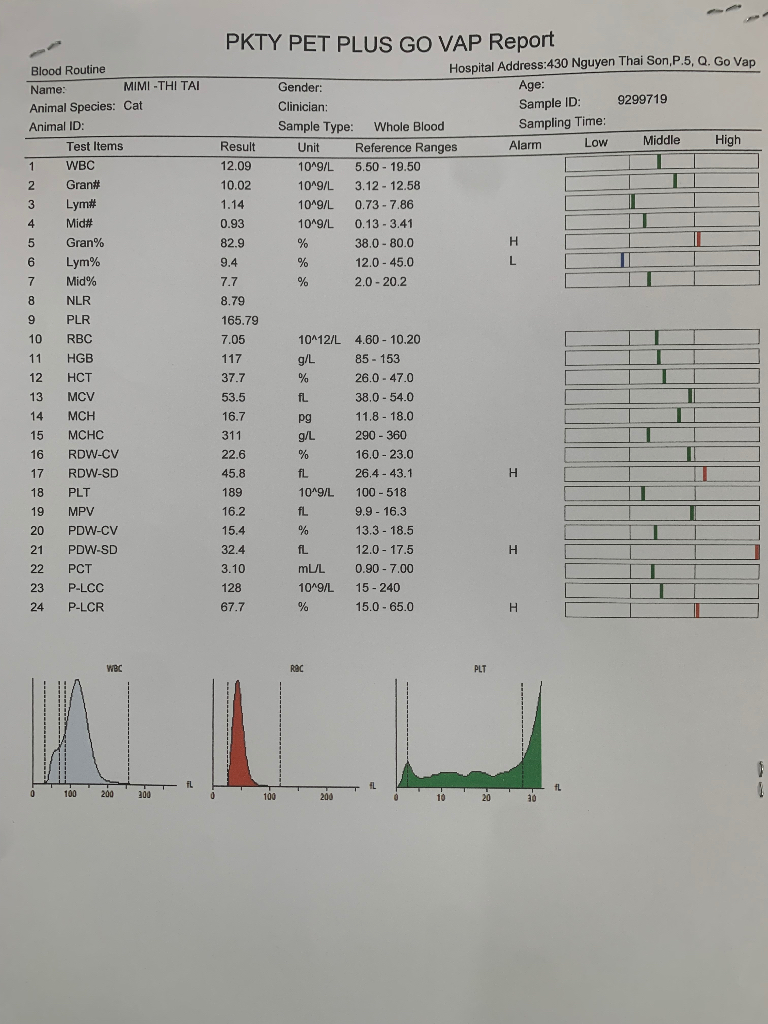 PKTY PET PLUS GO VAP Report
Blood Routine Hospital Address:430 Nguyen Thai Son,P.5, Q. Go Vap
Name: MIMI -THI TAI Gender: Age:
Animal Species: Cat Clinician: Sample ID: 9299719
Animal ID: Sample Type: Whole Blood Sampling Time:
Test Items Result Unit Reference Ranges Alarm Low Middle High
1 WBC 12.09 10^9/L 5.50 - 19.50
2 Gran# 10.02 10^9/L 3.12 - 12.58
3 Lym# 1.14 10^9/L 0.73 - 7.86
4 Mid# 0.93 10^9/L 0.13 - 3.41
5 Gran% 82.9 % 38.0 - 80.0 H
6 Lym% 9.4 % 12.0 - 45.0 L
7 Mid% 7.7 % 2.0 - 20.2
8 NLR 8.79
9 PLR 165.79
10 RBC 7.05 10^12/L 4.60 - 10.20
11 HGB 117 g/L 85 - 153
12 HCT 37.7 % 26.0 - 47.0
13 MCV 53.5 fL 38.0 - 54.0
14 MCH 16.7 pg 11.8 - 18.0
15 MCHC 311 g/L 290 - 360
16 RDW-CV 22.6 % 16.0 - 23.0
17 RDW-SD 45.8 fL 26.4 - 43.1 H
18 PLT 189 10^9/L 100 - 518
19 MPV 16.2 fL 9.9 - 16.3
20 PDW-CV 15.4 % 13.3 - 18.5
21 PDW-SD 32.4 fL 12.0 - 17.5 H
22 PCT 3.10 mL/L 0.90 - 7.00
23 P-LCC 128 10^9/L 15 - 240
24 P-LCR 67.7 % 15.0 - 65.0 H
WBC RBC PLT
fL fL fL
0 100 200 300 0 100 200 0 10 20 30